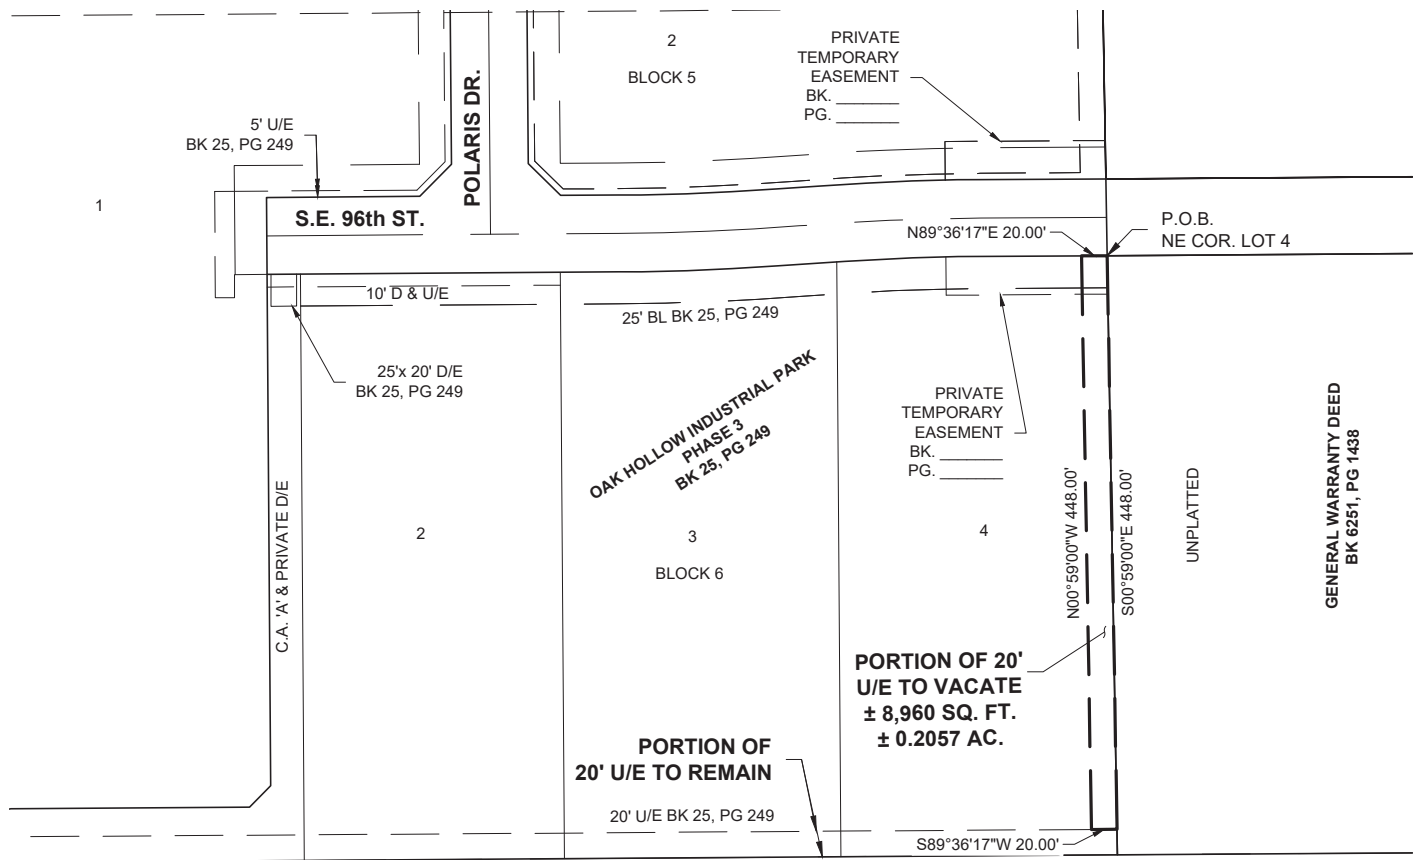 2
BLOCK 5
PRIVATE
TEMPORARY
EASEMENT
BK. _______
PG. _______
POLARIS DR.
5' U/E
BK 25, PG 249
1
S.E. 96th ST.
N89°36'17"E 20.00'
P.O.B.
NE COR. LOT 4
10' D & U/E
25' BL BK 25, PG 249
25'x 20' D/E
BK 25, PG 249
OAK HOLLOW INDUSTRIAL PARK
PHASE 3
BK 25, PG 249
PRIVATE
TEMPORARY
EASEMENT
BK. _______
PG. _______
C.A. 'A' & PRIVATE D/E
2
3
BLOCK 6
4
N00°59'00"W 448.00'
S00°59'00"E 448.00'
UNPLATTED
GENERAL WARRANTY DEED
BK 6251, PG 1438
PORTION OF 20'
U/E TO VACATE
± 8,960 SQ. FT.
± 0.2057 AC.
PORTION OF
20' U/E TO REMAIN
20' U/E BK 25, PG 249
S89°36'17"W 20.00'